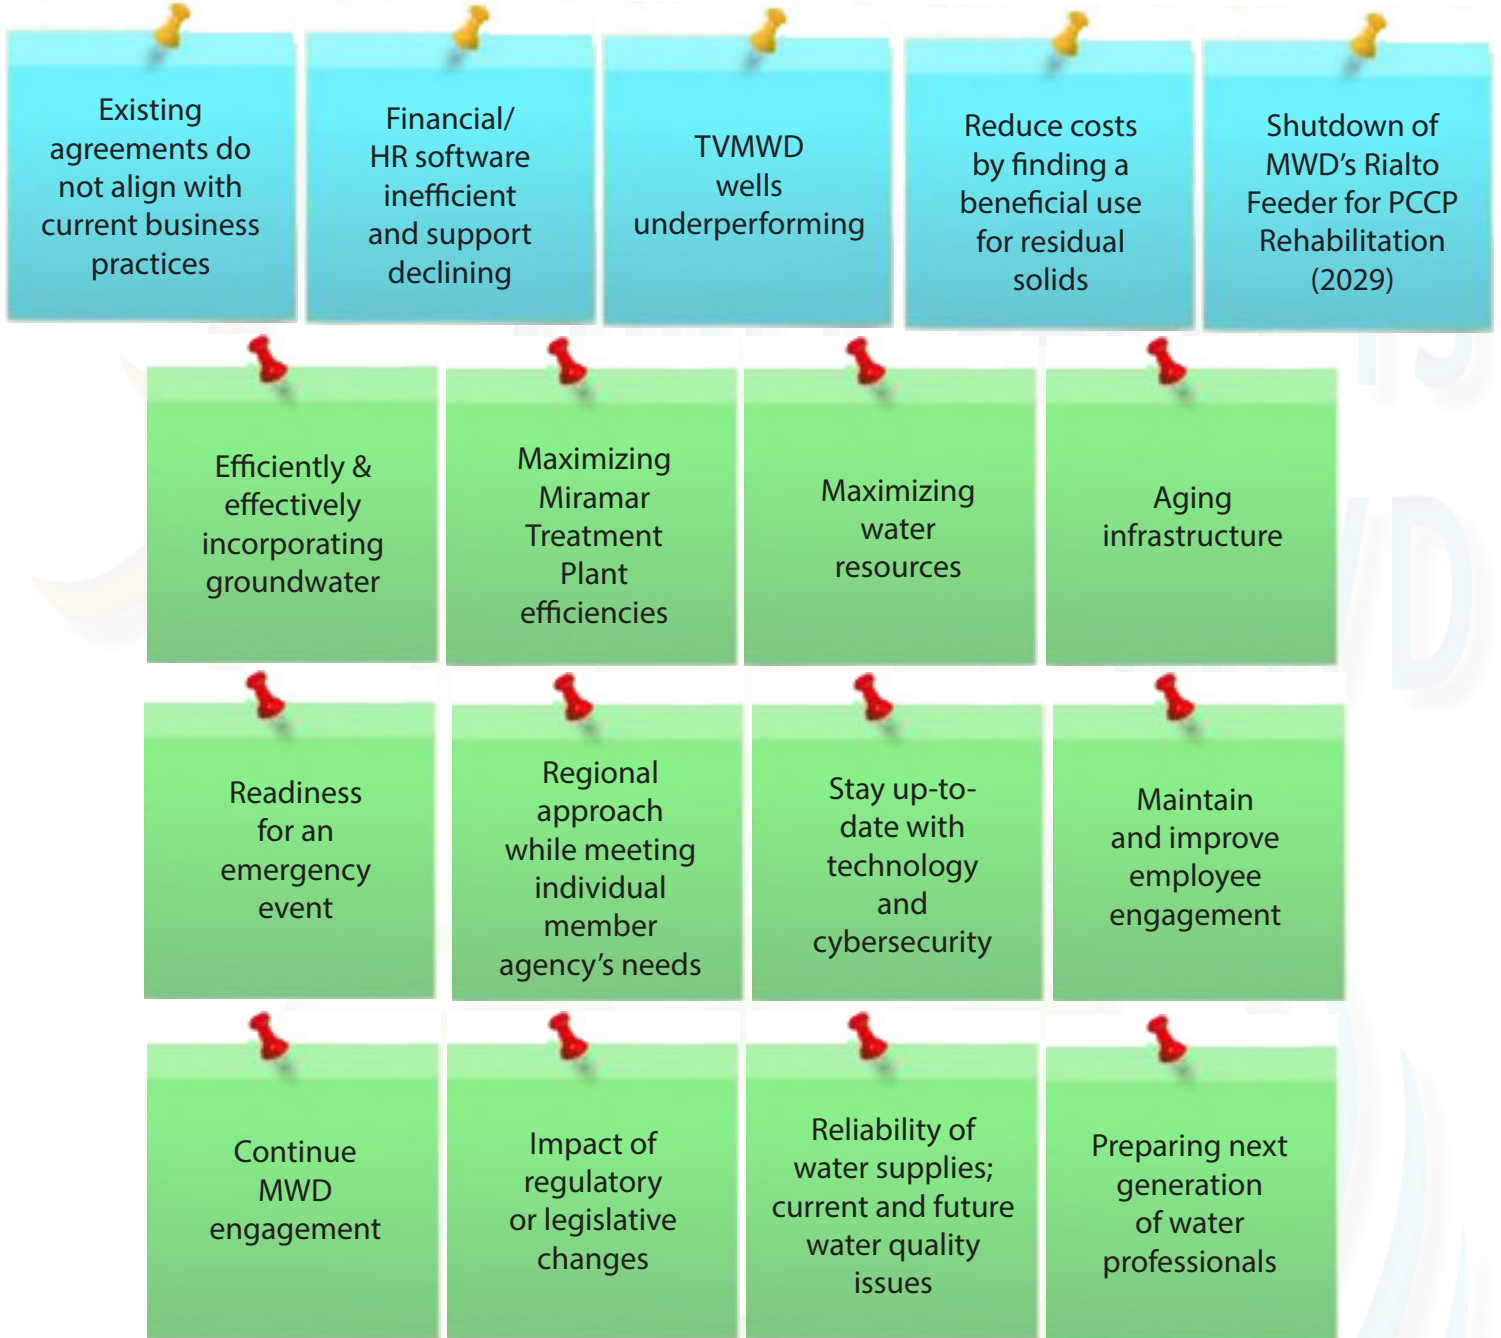 Existing
agreements do
not align with
current business
practices
Financial/
HR software
inefficient
and support
declining
TVMWD
wells
underperforming
Reduce costs
by finding a
beneficial use
for residual
solids
Shutdown of
MWD’s Rialto
Feeder for PCCP
Rehabilitation
(2029)
Efficiently &
effectively
incorporating
groundwater
Maximizing
Miramar
Treatment
Plant
efficiencies
Maximizing
water
resources
Aging
infrastructure
Readiness
for an
emergency
event
Regional
approach
while meeting
individual
member
agency’s needs
Stay up-to-
date with
technology
and
cybersecurity
Maintain
and improve
employee
engagement
Continue
MWD
engagement
Impact of
regulatory
or legislative
changes
Reliability of
water supplies;
current and future
water quality
issues
Preparing next
generation
of water
professionals